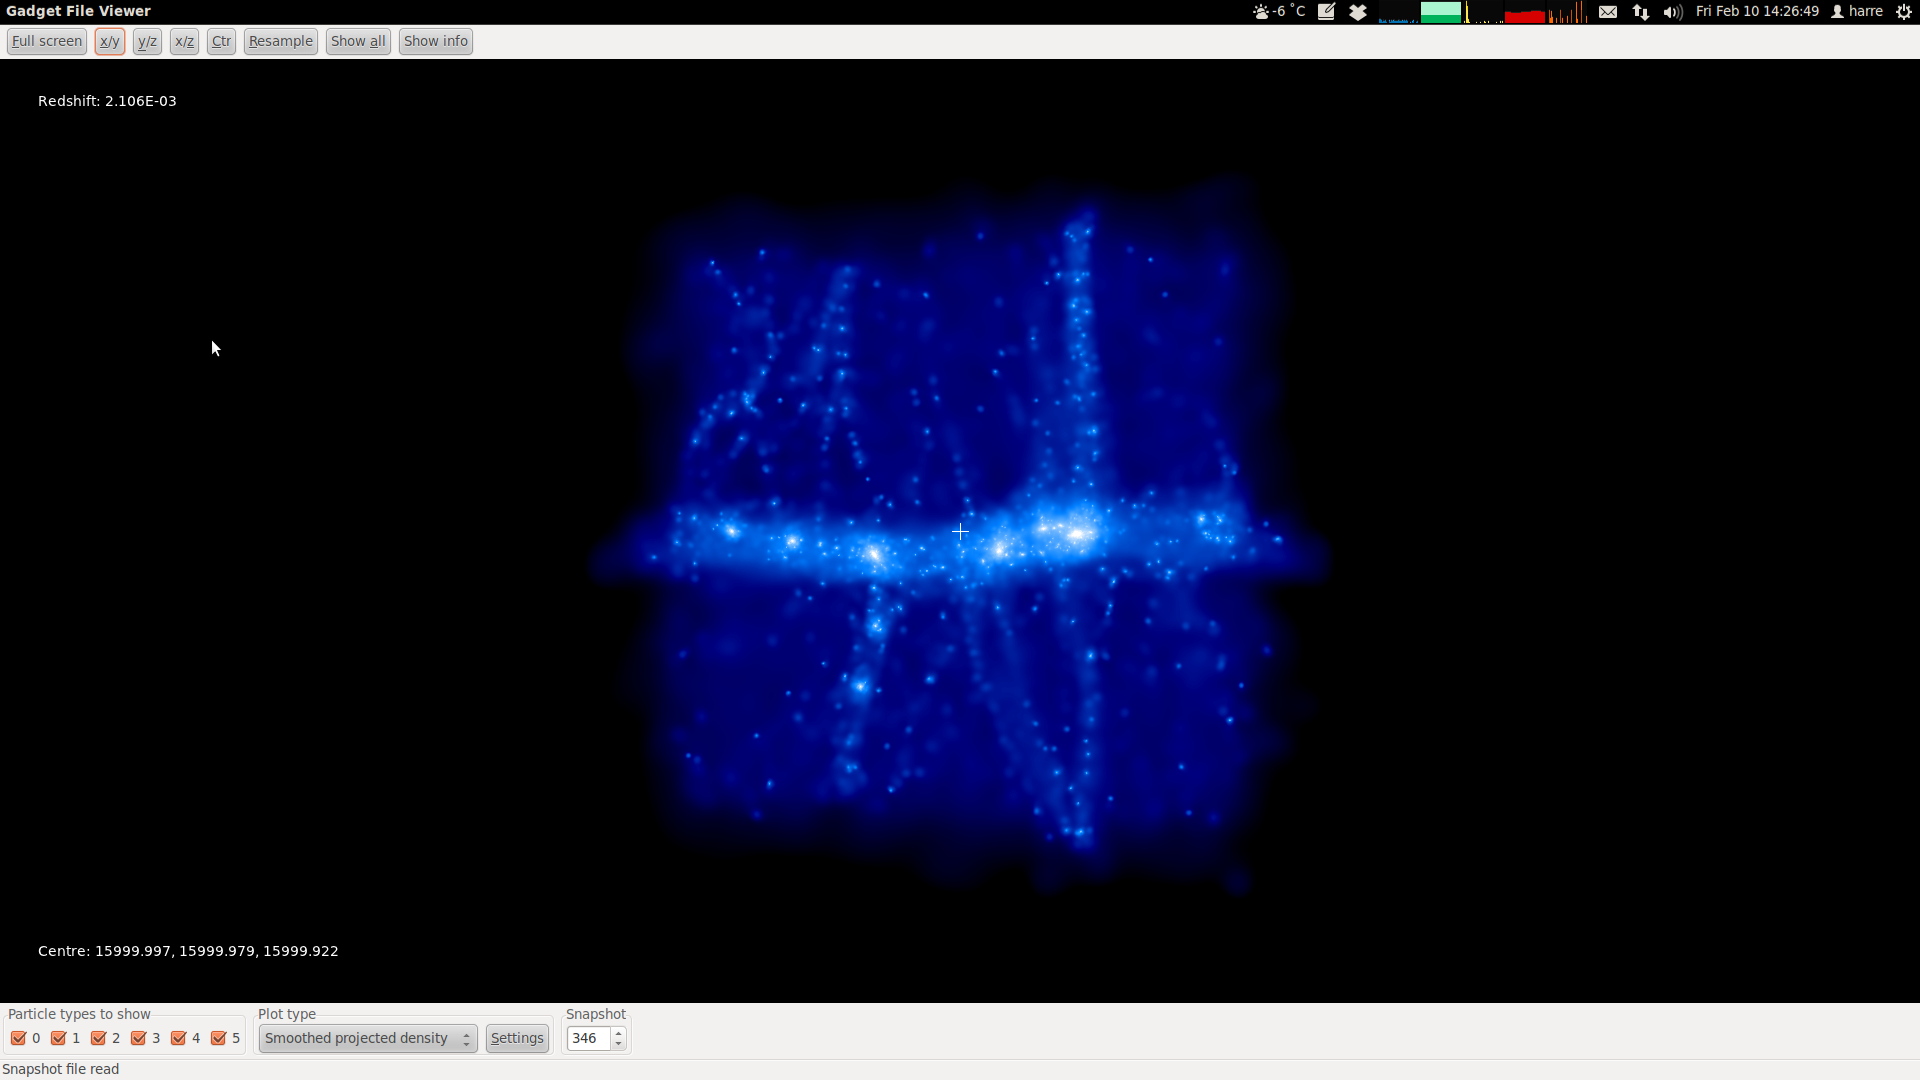 Gadget File Viewer
-6 °C Fri Feb 10 14:26:49 harre
Full screen x/y y/z x/z Ctr Resample Show all Show info
Redshift: 2.106E-03
Centre: 15999.997, 15999.979, 15999.922
Particle types to show Plot type Snapshot
0 1 2 3 4 5 Smoothed projected density Settings 346
Snapshot file read